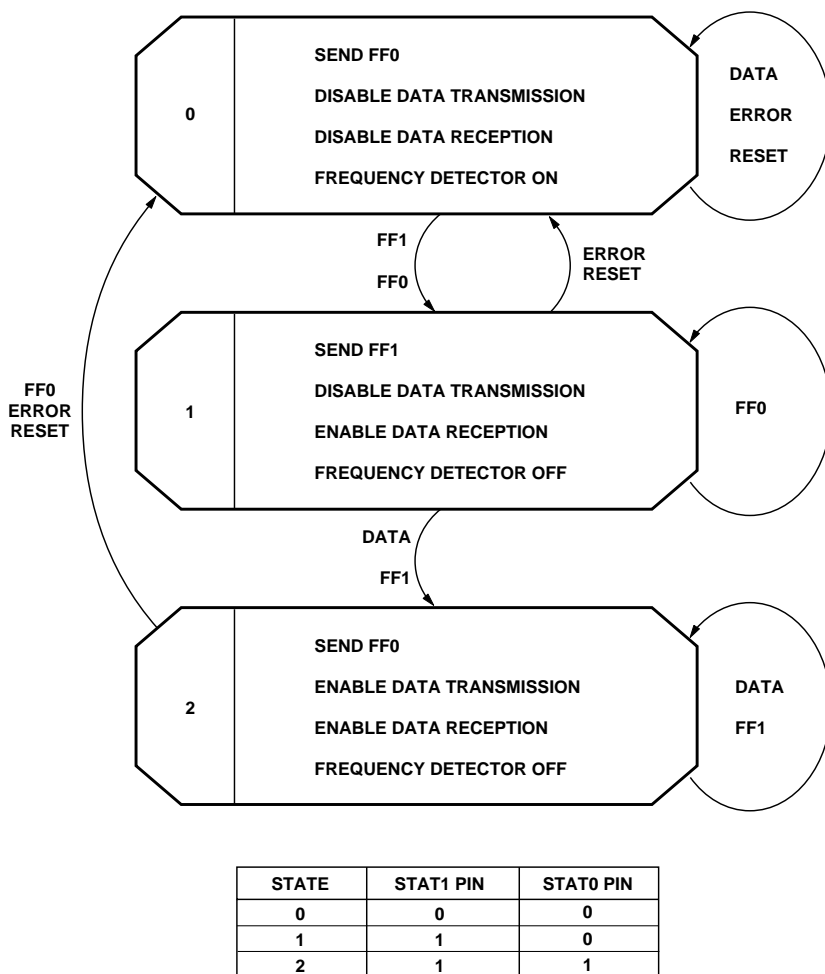 SEND FF0
DISABLE DATA TRANSMISSION
0
DISABLE DATA RECEPTION
FREQUENCY DETECTOR ON
DATA
ERROR
RESET
FF1
FF0
ERROR
RESET
SEND FF1
DISABLE DATA TRANSMISSION
1
ENABLE DATA RECEPTION
FREQUENCY DETECTOR OFF
FF0
FF0
ERROR
RESET
DATA
FF1
SEND FF0
ENABLE DATA TRANSMISSION
2
ENABLE DATA RECEPTION
FREQUENCY DETECTOR OFF
DATA
FF1
STATE STAT1 PIN STAT0 PIN
0 0 0
1 1 0
2 1 1